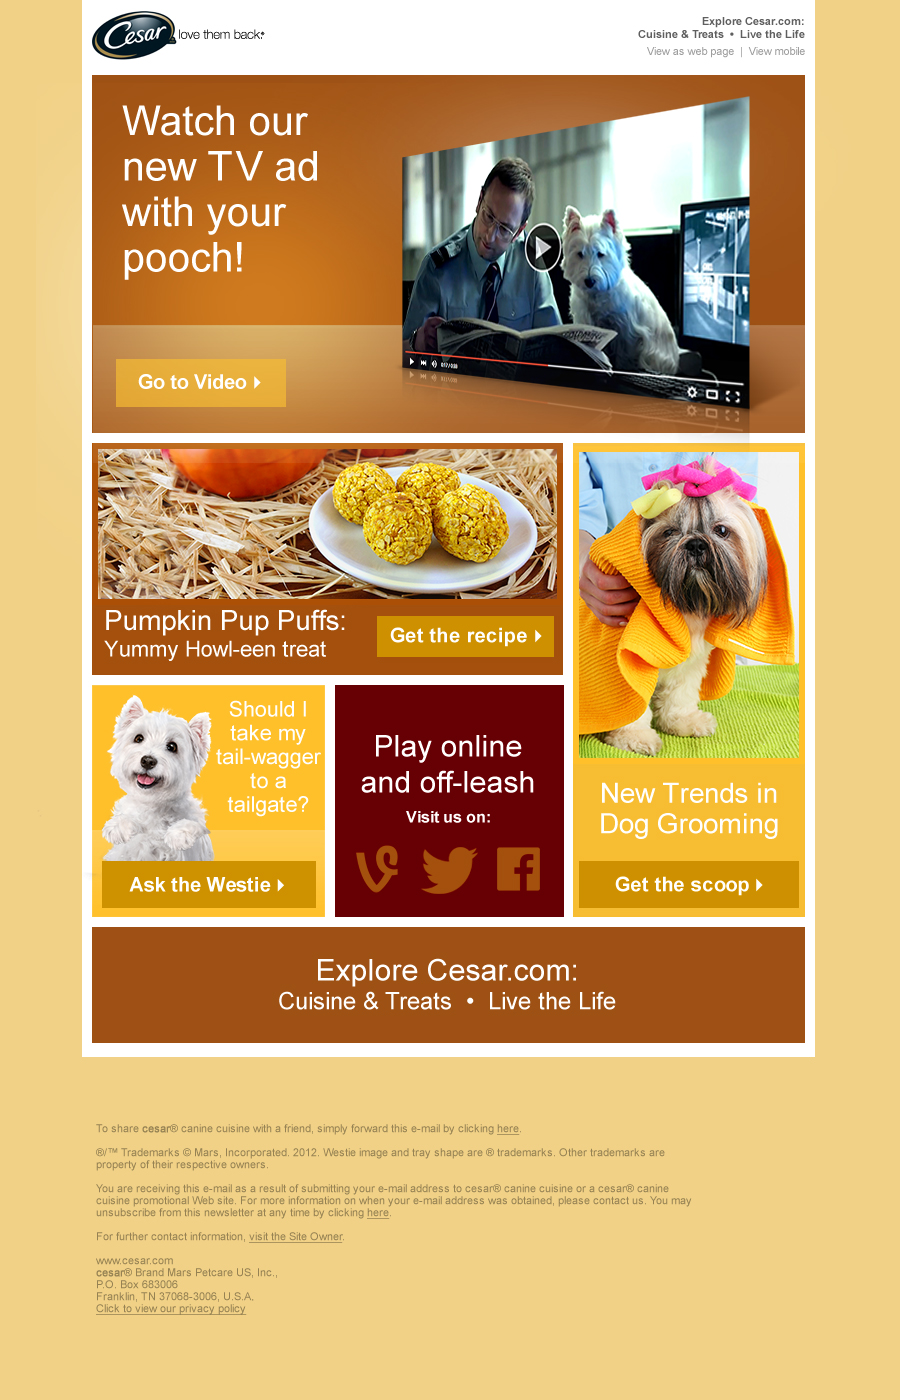 Cesar love them back.
Explore Cesar.com:
Cuisine & Treats • Live the Life
View as web page | View mobile
Watch our
new TV ad
with your
pooch!
Go to Video
Pumpkin Pup Puffs:
Yummy Howl-een treat
Get the recipe
Should I
take my
tail-wagger
to a
tailgate?
Ask the Westie
Play online
and off-leash
Visit us on:
New Trends in
Dog Grooming
Get the scoop
Explore Cesar.com:
Cuisine & Treats • Live the Life
To share cesar® canine cuisine with a friend, simply forward this e-mail by clicking here.
®/™ Trademarks © Mars, Incorporated. 2012. Westie image and tray shape are ® trademarks. Other trademarks are
property of their respective owners.
You are receiving this e-mail as a result of submitting your e-mail address to cesar® canine cuisine or a cesar® canine
cuisine promotional Web site. For more information on when your e-mail address was obtained, please contact us. You may
unsubscribe from this newsletter at any time by clicking here.
For further contact information, visit the Site Owner.
www.cesar.com
cesar® Brand Mars Petcare US, Inc.,
P.O. Box 683006
Franklin, TN 37068-3006, U.S.A.
Click to view our privacy policy